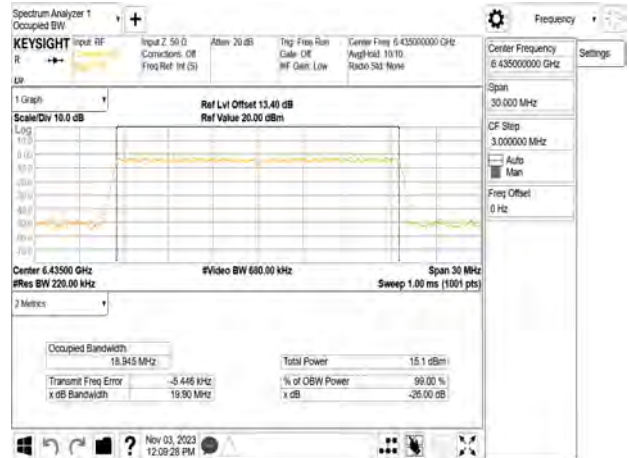 Spectrum Analyzer 1
Occupied BW
Frequency
KEYSIGHT
Input: RF
R
Input Z: 50 Ω
Corrections: Off
Freq Ref: Int (S)
Atten: 20 dB
Trig: Free Run
Gate: Off
#IF Gain: Low
Center Freq: 6.435000000 GHz
Avg|Hold: 10/10
Radio Std: None
Center Frequency
6.435000000 GHz
Settings
Span
30.000 MHz
CF Step
3.000000 MHz
Auto
Man
Freq Offset
0 Hz
1 Graph
Scale/Div 10.0 dB
Ref Lvl Offset 13.40 dB
Ref Value 20.00 dBm
Log
Center 6.43500 GHz
#Res BW 220.00 kHz
#Video BW 680.00 kHz
Span 30 MHz
Sweep 1.00 ms (1001 pts)
2 Metrics
Occupied Bandwidth
18.945 MHz
Total Power 15.1 dBm
Transmit Freq Error -5.446 kHz
% of OBW Power 99.00 %
x dB Bandwidth 19.90 MHz
x dB -26.00 dB
?
Nov 03, 2023
12:09:28 PM